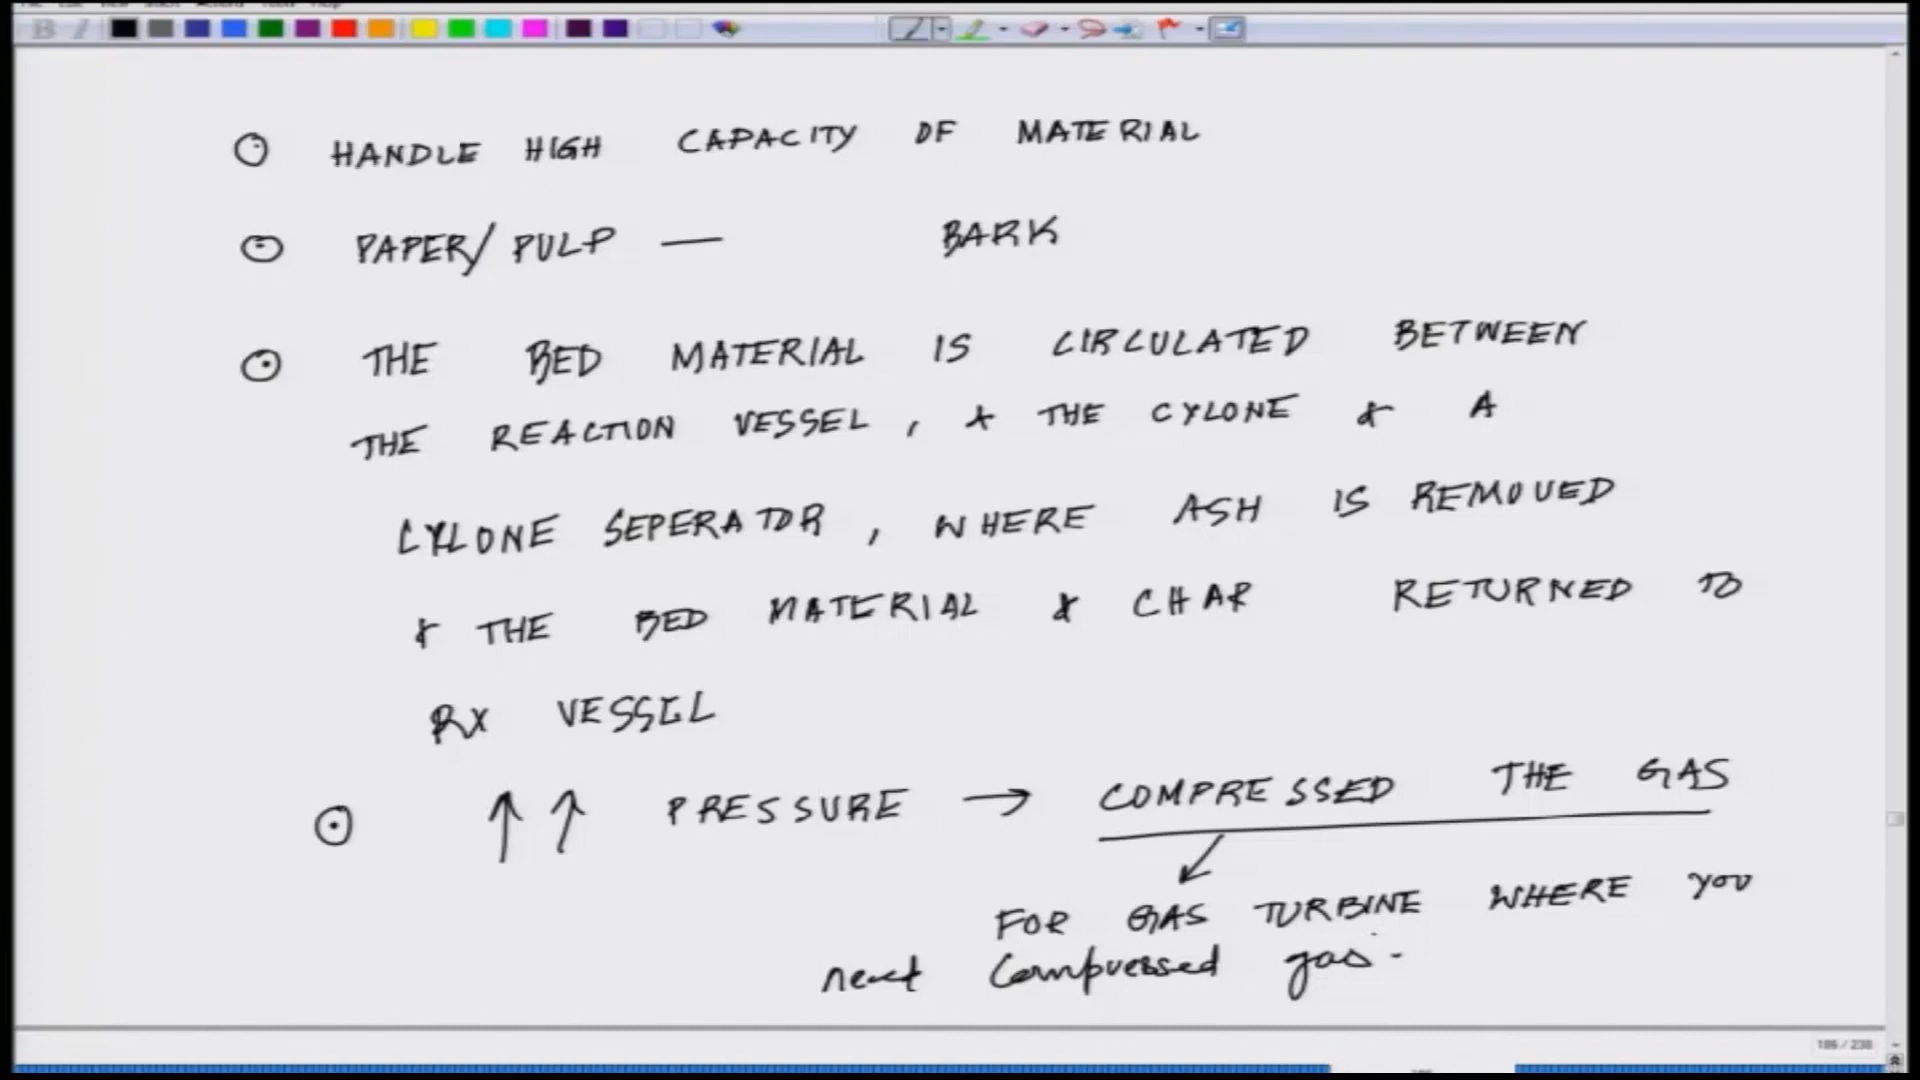 HANDLE HIGH CAPACITY OF MATERIAL
PAPER/PULP — BARK
THE BED MATERIAL IS CIRCULATED BETWEEN
THE REACTION VESSEL, & THE CYLONE & A
CYLONE SEPERATOR, WHERE ASH IS REMOVED
& THE BED MATERIAL & CHAR RETURNED TO
RX VESSEL
↑↑ PRESSURE → COMPRESSED THE GAS
FOR GAS TURBINE WHERE YOU
compressed gas.
186 / 238